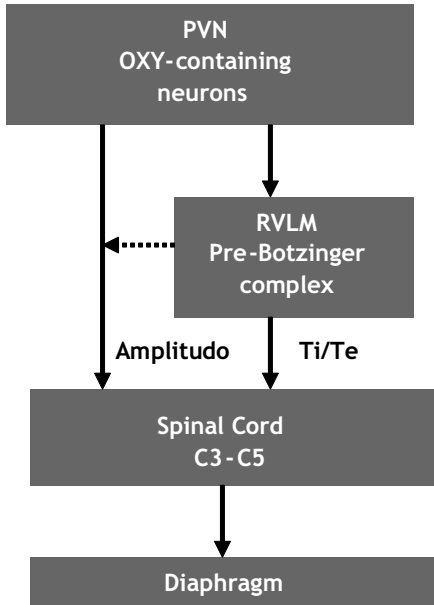 PVN
OXY-containing
neurons
RVLM
Pre-Botzinger
complex
Amplitudo
Ti/Te
Spinal Cord
C3-C5
Diaphragm